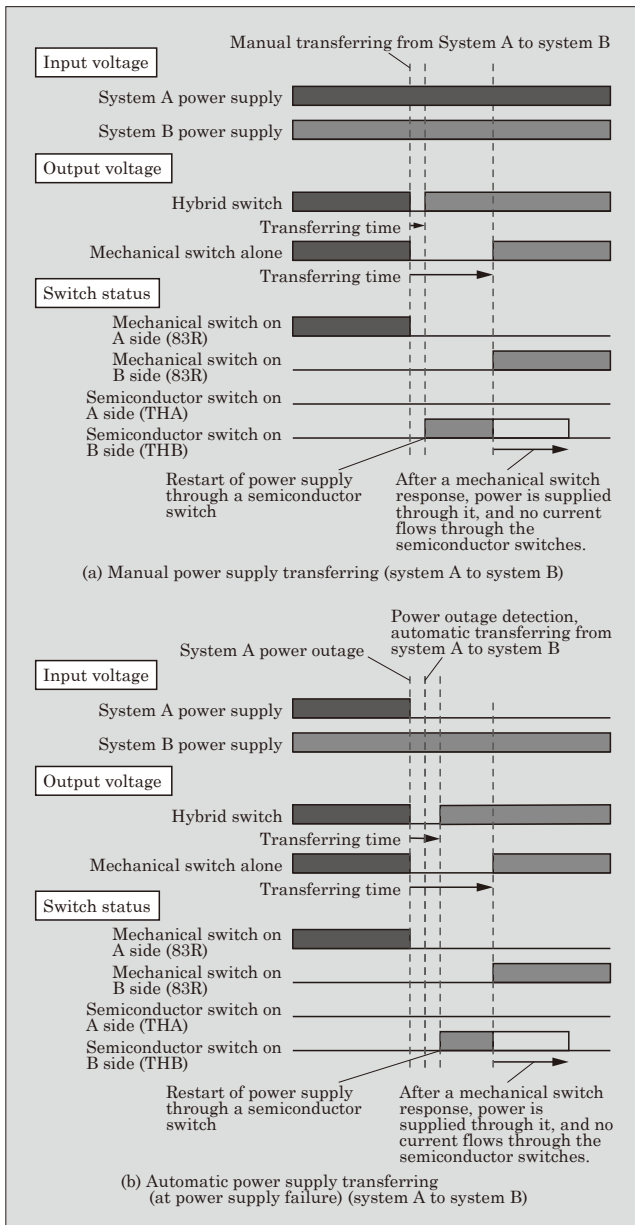 Manual transferring from System A to system B
Input voltage
System A power supply
System B power supply
Output voltage
Hybrid switch
Transferring time
Mechanical switch alone
Transferring time
Switch status
Mechanical switch on
A side (83R)
Mechanical switch on
B side (83R)
Semiconductor switch on
A side (THA)
Semiconductor switch on
B side (THB)
Restart of power supply
through a semiconductor
switch
After a mechanical switch
response, power is supplied
through it, and no current
flows through the
semiconductor switches.
(a) Manual power supply transferring (system A to system B)
Power outage detection,
automatic transferring from
system A to system B
System A power outage
Input voltage
System A power supply
System B power supply
Output voltage
Hybrid switch
Transferring time
Mechanical switch alone
Transferring time
Switch status
Mechanical switch on
A side (83R)
Mechanical switch on
B side (83R)
Semiconductor switch on
A side (THA)
Semiconductor switch on
B side (THB)
Restart of power supply
through a semiconductor
switch
After a mechanical switch
response, power is
supplied through it, and no
current flows through the
semiconductor switches.
(b) Automatic power supply transferring
(at power supply failure) (system A to system B)